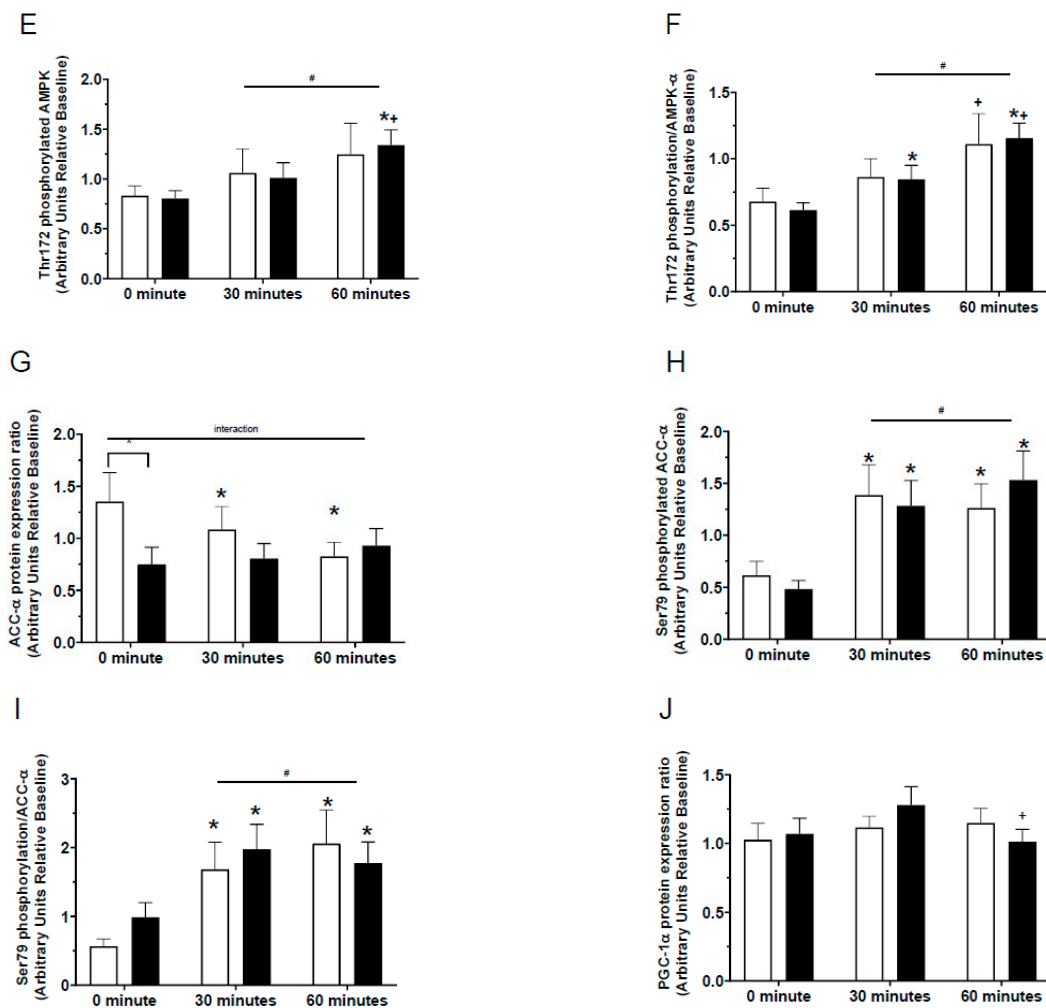 E
Thr172 phosphorylated AMPK
(Arbitrary Units Relative Baseline)
2.0
1.5
1.0
0.5
0.0
#
*+
0 minute
30 minutes
60 minutes
F
Thr172 phosphorylation/AMPK-α
(Arbitrary Units Relative Baseline)
1.5
1.0
0.5
0.0
#
*
+
*+
0 minute
30 minutes
60 minutes
G
ACC-α protein expression ratio
(Arbitrary Units Relative Baseline)
2.0
1.5
1.0
0.5
0.0
interaction
^
*
*
0 minute
30 minutes
60 minutes
H
Ser79 phosphorylated ACC-α
(Arbitrary Units Relative Baseline)
2.0
1.5
1.0
0.5
0.0
#
*
*
*
*
0 minute
30 minutes
60 minutes
I
Ser79 phosphorylation/ACC-α
(Arbitrary Units Relative Baseline)
3
2
1
0
#
*
*
*
*
0 minute
30 minutes
60 minutes
J
PGC-1α protein expression ratio
(Arbitrary Units Relative Baseline)
1.5
1.0
0.5
0.0
+
0 minute
30 minutes
60 minutes